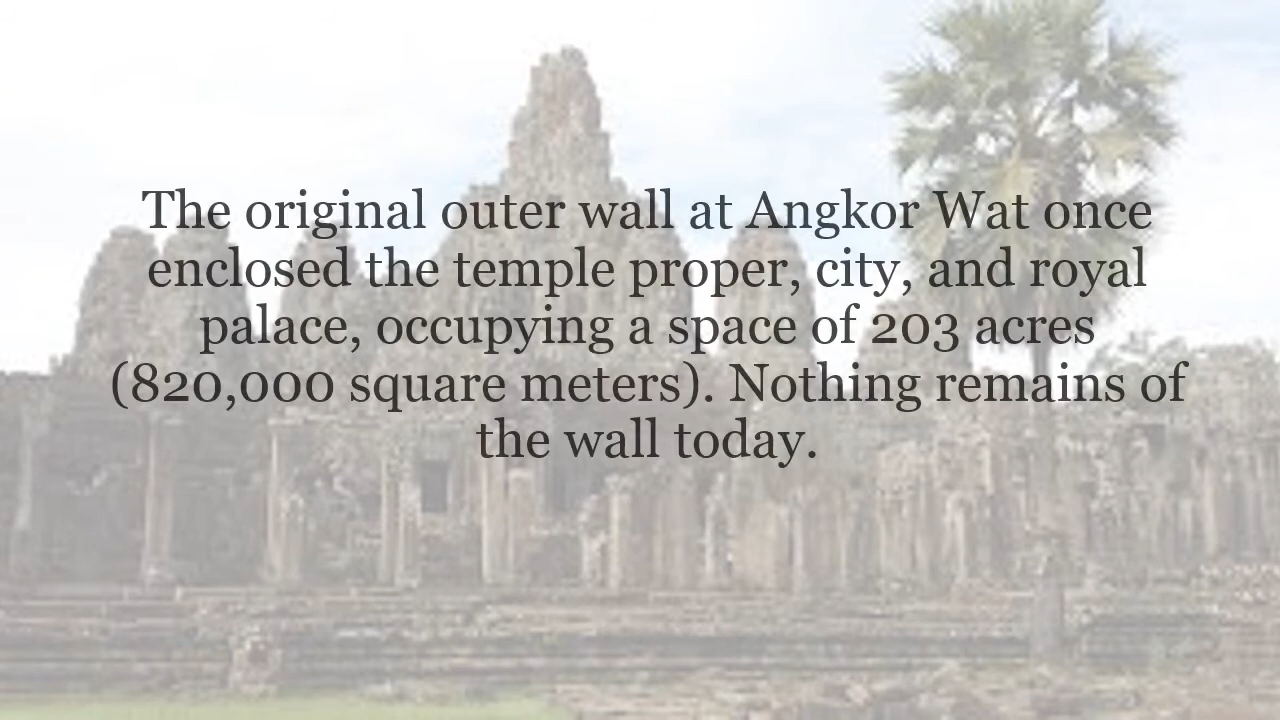 The original outer wall at Angkor Wat once
enclosed the temple proper, city, and royal
palace, occupying a space of 203 acres
(820,000 square meters). Nothing remains of
the wall today.